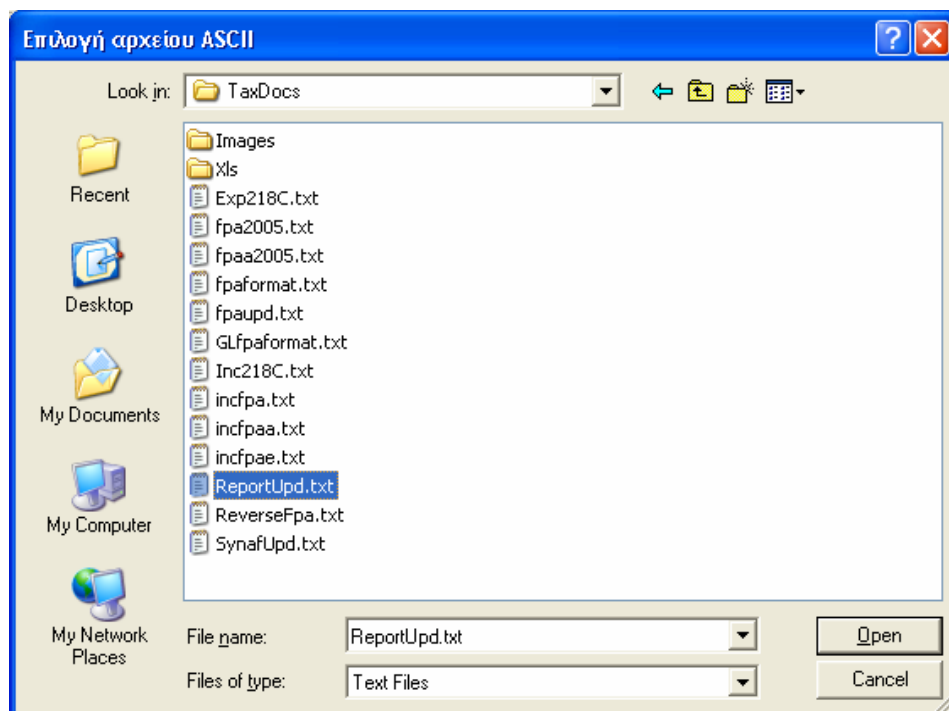 Επιλογή αρχείου ASCII
Look in: TaxDocs
Recent
Desktop
My Documents
My Computer
My Network
Places
Images
Xls
Exp218C.txt
fpa2005.txt
fpaa2005.txt
fpaformat.txt
fpaupd.txt
GLfpaformat.txt
Inc218C.txt
incfpa.txt
incfpaa.txt
incfpae.txt
ReportUpd.txt
ReverseFpa.txt
SynafUpd.txt
File name: ReportUpd.txt Open
Files of type: Text Files Cancel